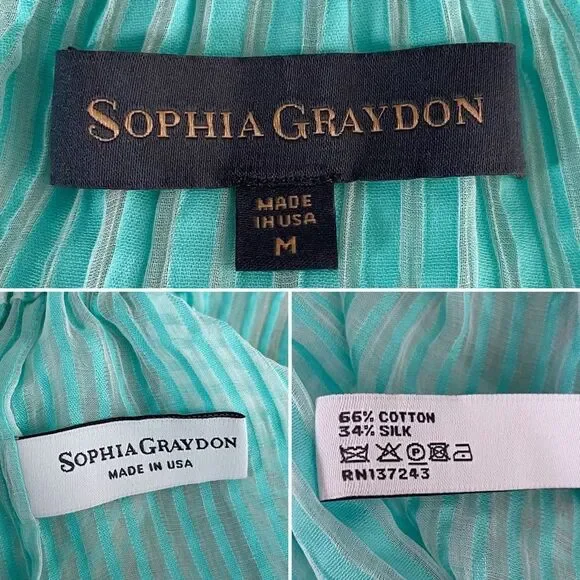 SOPHIA GRAYDON
MADE
IN USA
M
SOPHIA GRAYDON
MADE IN USA
66% COTTON
34% SILK
RN137243